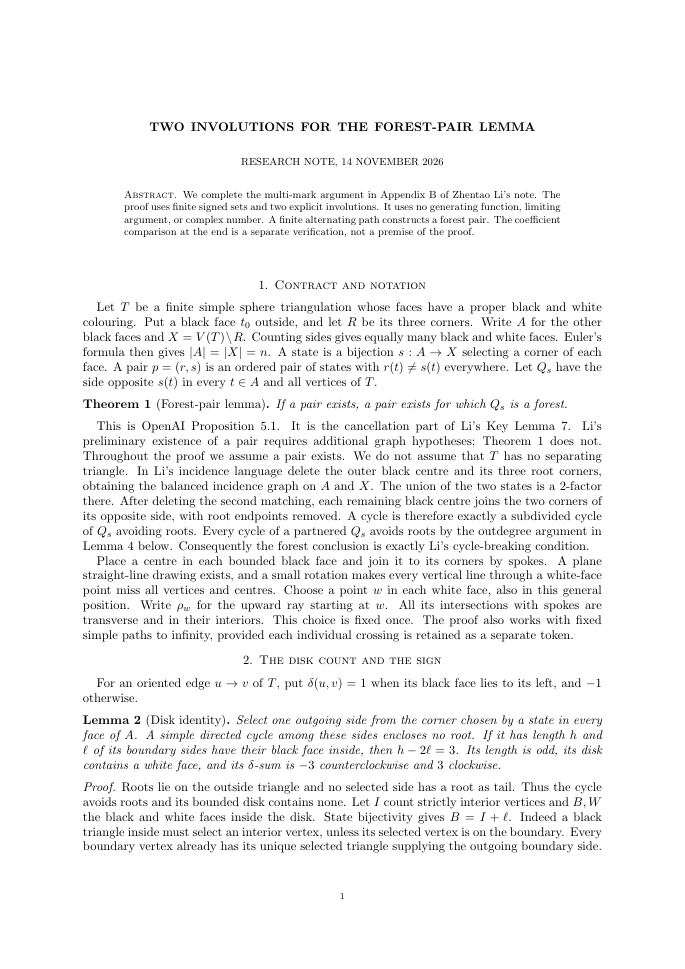 TWO INVOLUTIONS FOR THE FOREST-PAIR LEMMA
RESEARCH NOTE, 14 NOVEMBER 2026
Abstract. We complete the multi-mark argument in Appendix B of Zhentao Li's note. The
proof uses finite signed sets and two explicit involutions. It uses no generating function, limiting
argument, or complex number. A finite alternating path constructs a forest pair. The coefficient
comparison at the end is a separate verification, not a premise of the proof.
1. Contract and notation
Let T be a finite simple sphere triangulation whose faces have a proper black and white
colouring. Put a black face t₀ outside, and let R be its three corners. Write A for the other
black faces and X = V(T)\R. Counting sides gives equally many black and white faces. Euler's
formula then gives |A| = |X| = n. A state is a bijection s : A → X selecting a corner of each
face. A pair p = (r, s) is an ordered pair of states with r(t) ≠ s(t) everywhere. Let Qₛ have the
side opposite s(t) in every t ∈ A and all vertices of T.
Theorem 1 (Forest-pair lemma). If a pair exists, a pair exists for which Qₛ is a forest.
This is OpenAI Proposition 5.1. It is the cancellation part of Li's Key Lemma 7. Li's
preliminary existence of a pair requires additional graph hypotheses; Theorem 1 does not.
Throughout the proof we assume a pair exists. We do not assume that T has no separating
triangle. In Li's incidence language delete the outer black centre and its three root corners,
obtaining the balanced incidence graph on A and X. The union of the two states is a 2-factor
there. After deleting the second matching, each remaining black centre joins the two corners of
its opposite side, with root endpoints removed. A cycle is therefore exactly a subdivided cycle
of Qₛ avoiding roots. Every cycle of a partnered Qₛ avoids roots by the outdegree argument in
Lemma 4 below. Consequently the forest conclusion is exactly Li's cycle-breaking condition.
Place a centre in each bounded black face and join it to its corners by spokes. A plane
straight-line drawing exists, and a small rotation makes every vertical line through a white-face
point miss all vertices and centres. Choose a point w in each white face, also in this general
position. Write ρ_w for the upward ray starting at w. All its intersections with spokes are
transverse and in their interiors. This choice is fixed once. The proof also works with fixed
simple paths to infinity, provided each individual crossing is retained as a separate token.
2. The disk count and the sign
For an oriented edge u → v of T, put δ(u, v) = 1 when its black face lies to its left, and −1
otherwise.
Lemma 2 (Disk identity). Select one outgoing side from the corner chosen by a state in every
face of A. A simple directed cycle among these sides encloses no root. If it has length h and
ℓ of its boundary sides have their black face inside, then h − 2ℓ = 3. Its length is odd, its disk
contains a white face, and its δ-sum is −3 counterclockwise and 3 clockwise.
Proof. Roots lie on the outside triangle and no selected side has a root as tail. Thus the cycle
avoids roots and its bounded disk contains none. Let I count strictly interior vertices and B, W
the black and white faces inside the disk. State bijectivity gives B = I + ℓ. Indeed a black
triangle inside must select an interior vertex, unless its selected vertex is on the boundary. Every
boundary vertex already has its unique selected triangle supplying the outgoing boundary side.
1